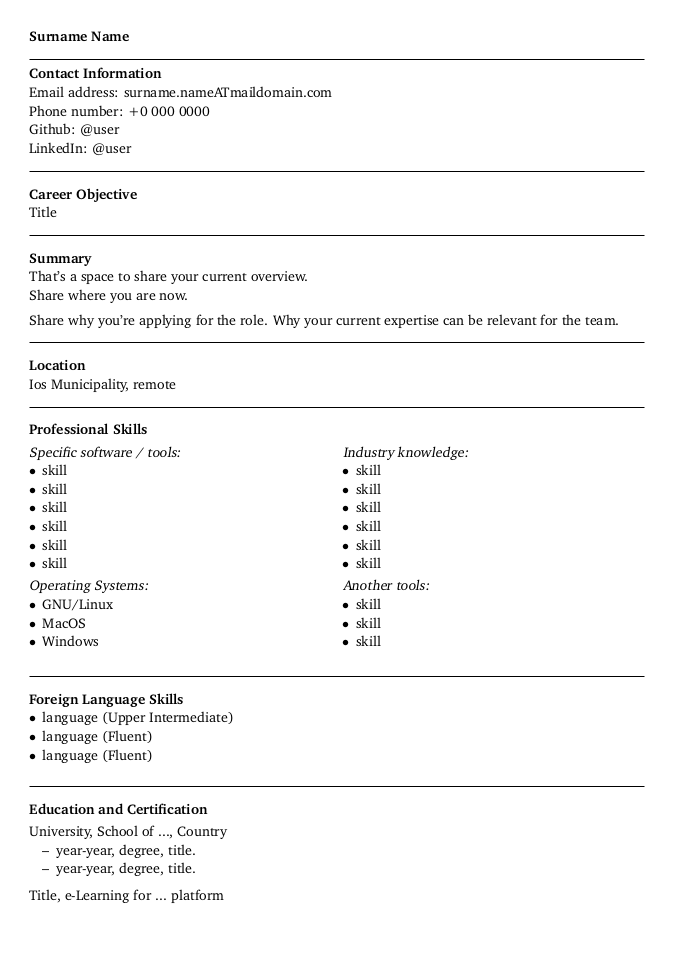 Surname Name
Contact Information
Email address: surname.nameATmaildomain.com
Phone number: +0 000 0000
Github: @user
LinkedIn: @user
Career Objective
Title
Summary
That's a space to share your current overview.
Share where you are now.
Share why you're applying for the role. Why your current expertise can be relevant for the team.
Location
Ios Municipality, remote
Professional Skills
Specific software / tools:
• skill
• skill
• skill
• skill
• skill
• skill
Operating Systems:
• GNU/Linux
• MacOS
• Windows
Industry knowledge:
• skill
• skill
• skill
• skill
• skill
• skill
Another tools:
• skill
• skill
• skill
Foreign Language Skills
• language (Upper Intermediate)
• language (Fluent)
• language (Fluent)
Education and Certification
University, School of ..., Country
– year-year, degree, title.
– year-year, degree, title.
Title, e-Learning for ... platform